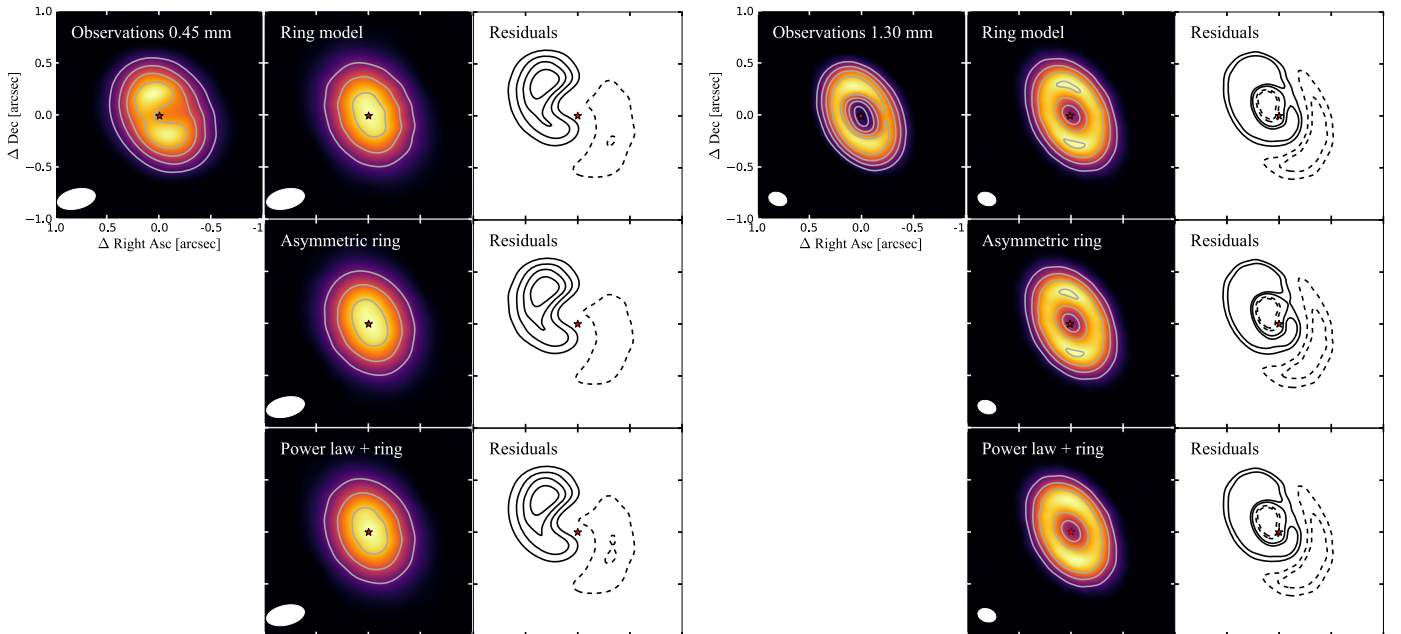 Observations 0.45 mm
Ring model
Residuals
Observations 1.30 mm
Ring model
Residuals
1.0
0.5
0.0
−0.5
−1.0
Δ Dec [arsec]
1.0
0.5
0.0
-0.5
-1
Δ Right Asc [arcsec]
1.0
0.5
0.0
−0.5
−1.0
Δ Dec [arcsec]
1.0
0.5
0.0
-0.5
-1
Δ Right Asc [arcsec]
Asymmetric ring
Residuals
Asymmetric ring
Residuals
Power law + ring
Residuals
Power law + ring
Residuals